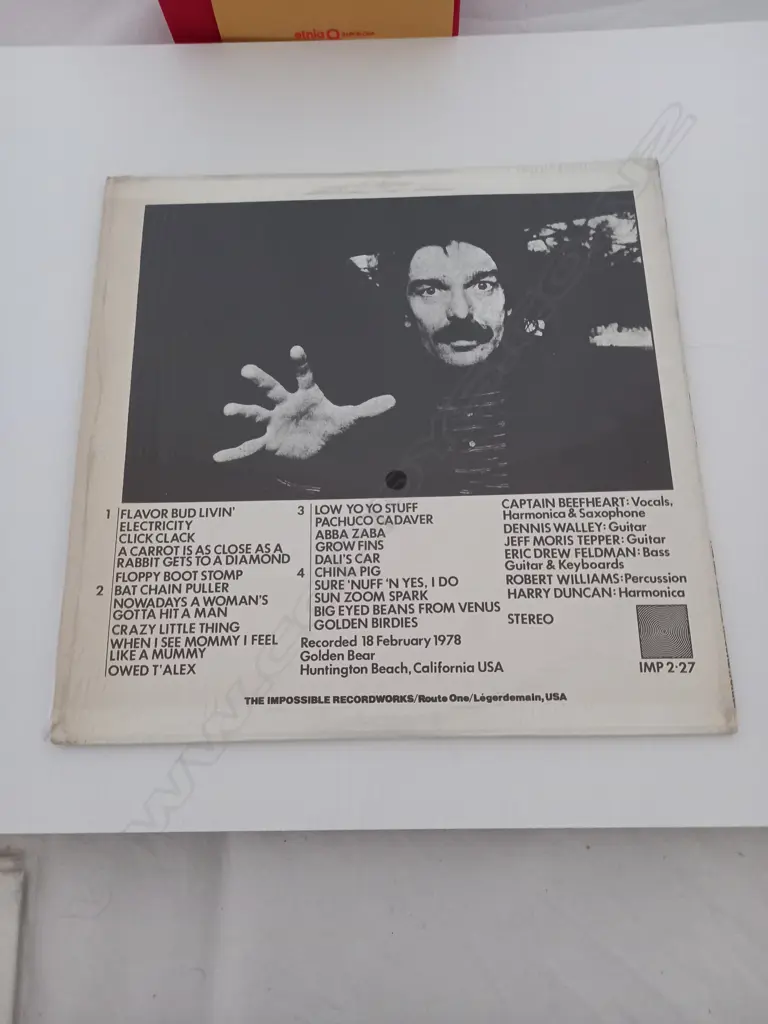 etnia BARCELONA
1 FLAVOR BUD LIVIN'
ELECTRICITY
CLICK CLACK
A CARROT IS AS CLOSE AS A
RABBIT GETS TO A DIAMOND
FLOPPY BOOT STOMP
2 BAT CHAIN PULLER
NOWADAYS A WOMAN'S
GOTTA HIT A MAN
CRAZY LITTLE THING
WHEN I SEE MOMMY I FEEL
LIKE A MUMMY
OWED T'ALEX
3 LOW YO YO STUFF
PACHUCO CADAVER
ABBA ZABA
GROW FINS
DALI'S CAR
4 CHINA PIG
SURE 'NUFF 'N YES, I DO
SUN ZOOM SPARK
BIG EYED BEANS FROM VENUS
GOLDEN BIRDIES
Recorded 18 February 1978
Golden Bear
Huntington Beach, California USA
CAPTAIN BEEFHEART: Vocals,
Harmonica & Saxophone
DENNIS WALLEY: Guitar
JEFF MORIS TEPPER: Guitar
ERIC DREW FELDMAN: Bass
Guitar & Keyboards
ROBERT WILLIAMS: Percussion
HARRY DUNCAN: Harmonica
STEREO
IMP 2·27
THE IMPOSSIBLE RECORDWORKS/Route One/Légerdemain, USA